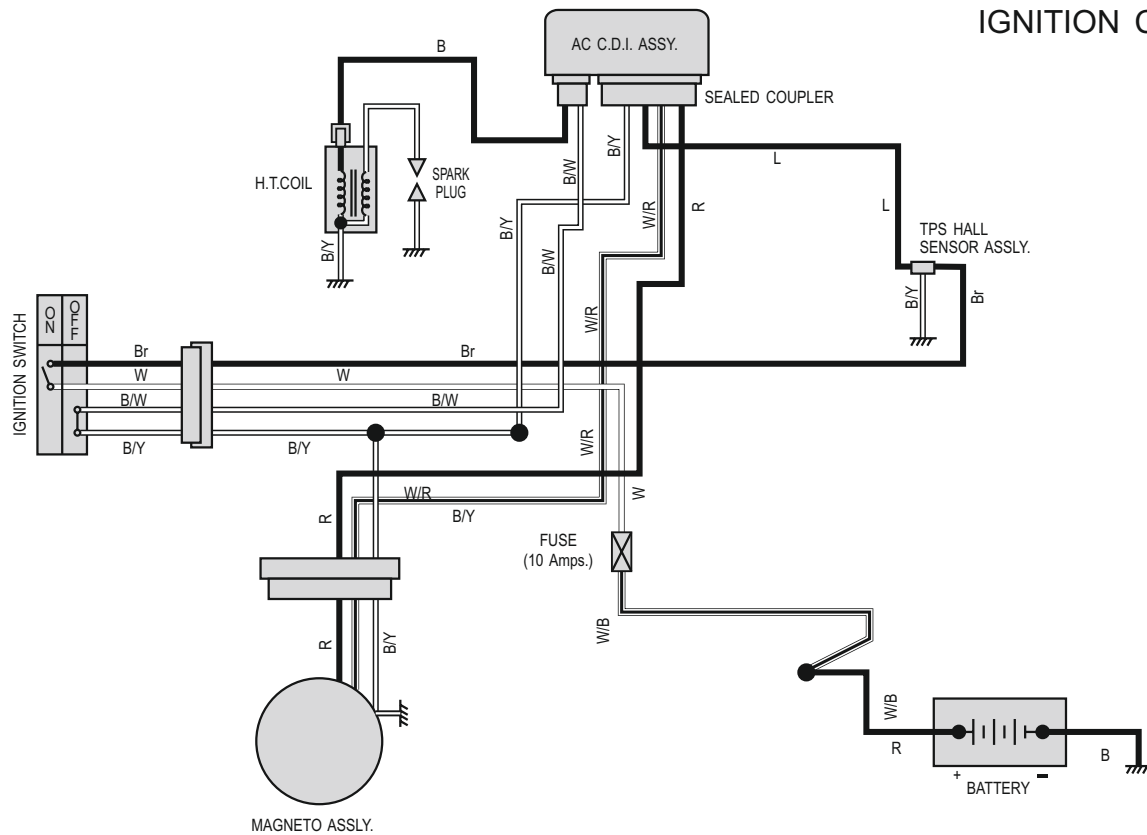 IGNITION C
B
AC C.D.I. ASSY.
SEALED COUPLER
H.T.COIL
SPARK
PLUG
B/Y
B/W
B/Y
L
W/R
R
B/Y
B/W
L
TPS HALL
SENSOR ASSLY.
B/Y
Br
W/R
IGNITION SWITCH
ON
OFF
Br
Br
W
W
B/W
B/W
B/Y
B/Y
W/R
W/R
B/Y
W
R
FUSE
(10 Amps.)
R
B/Y
W/B
W/B
R
B
+
BATTERY
-
MAGNETO ASSLY.